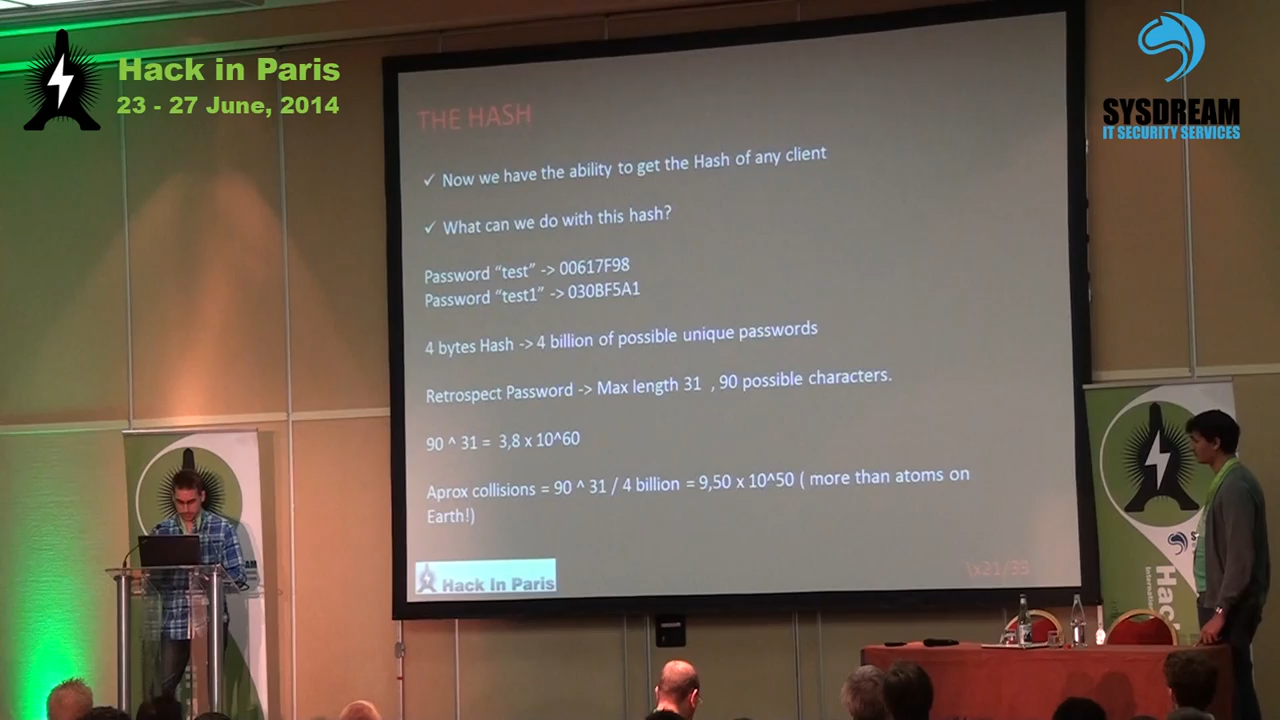 Hack in Paris
23 - 27 June, 2014
SYSDREAM
IT SECURITY SERVICES
THE HASH
✓ Now we have the ability to get the Hash of any client
✓ What can we do with this hash?
Password “test” -> 00617F98
Password “test1” -> 030BF5A1
4 bytes Hash -> 4 billion of possible unique passwords
Retrospect Password -> Max length 31 , 90 possible characters.
90 ^ 31 = 3,8 x 10^60
Aprox collisions = 90 ^ 31 / 4 billion = 9,50 x 10^50 ( more than atoms on
Earth!)
Hack In Paris
\x21/35